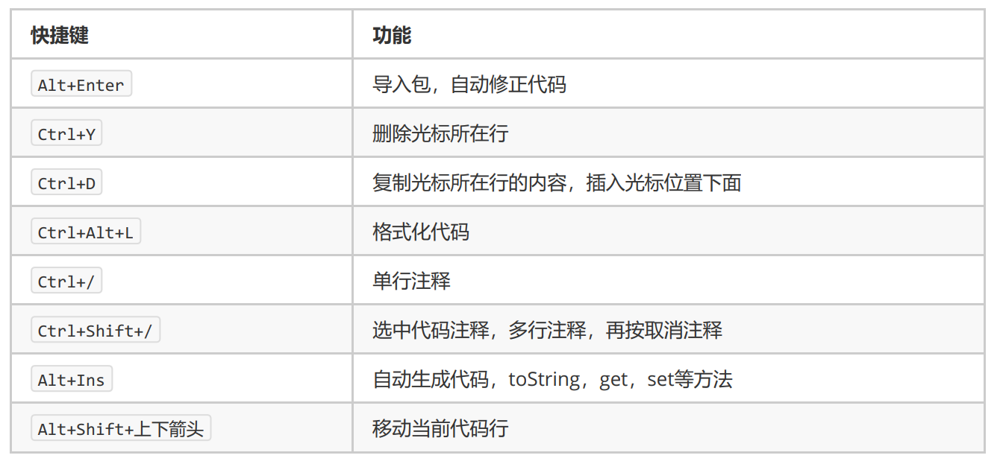 快捷键 功能
Alt+Enter 导入包，自动修正代码
Ctrl+Y 删除光标所在行
Ctrl+D 复制光标所在行的内容，插入光标位置下面
Ctrl+Alt+L 格式化代码
Ctrl+/ 单行注释
Ctrl+Shift+/ 选中代码注释，多行注释，再按取消注释
Alt+Ins 自动生成代码，toString，get，set等方法
Alt+Shift+上下箭头 移动当前代码行